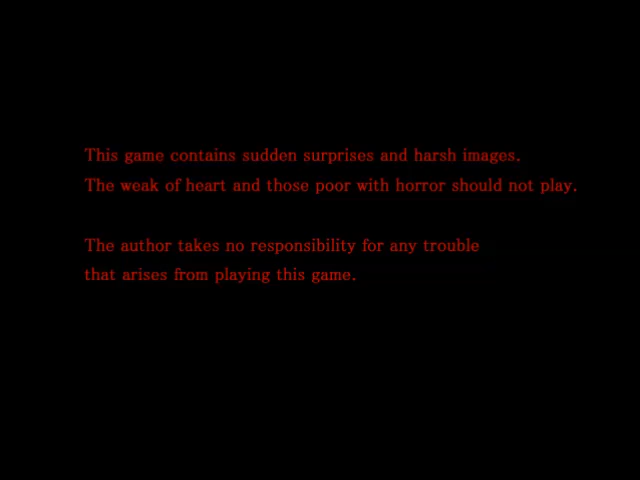 This game contains sudden surprises and harsh images.
The weak of heart and those poor with horror should not play.
The author takes no responsibility for any trouble
that arises from playing this game.